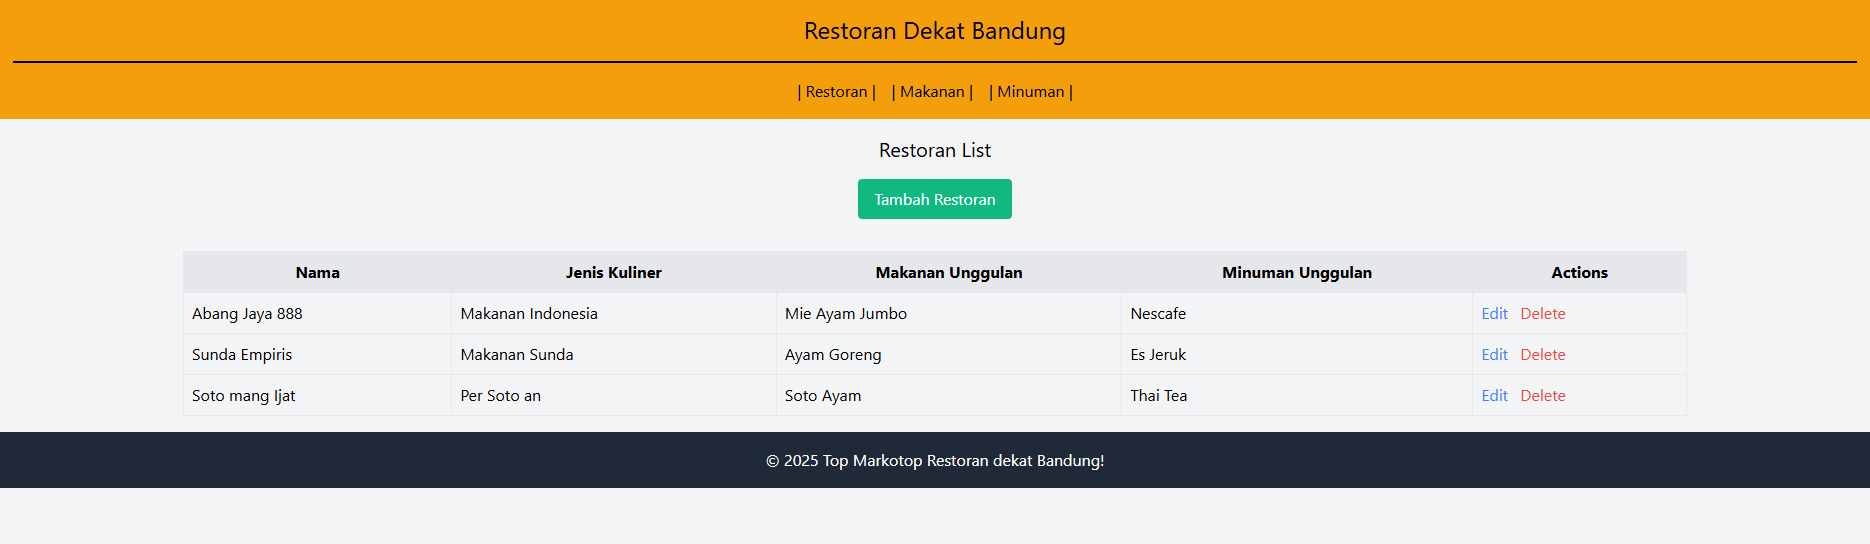 Restoran Dekat Bandung
| Restoran | | Makanan | | Minuman |
Restoran List
Tambah Restoran
Nama Jenis Kuliner Makanan Unggulan Minuman Unggulan Actions
Abang Jaya 888 Makanan Indonesia Mie Ayam Jumbo Nescafe Edit Delete
Sunda Empiris Makanan Sunda Ayam Goreng Es Jeruk Edit Delete
Soto mang Ijat Per Soto an Soto Ayam Thai Tea Edit Delete
© 2025 Top Markotop Restoran dekat Bandung!